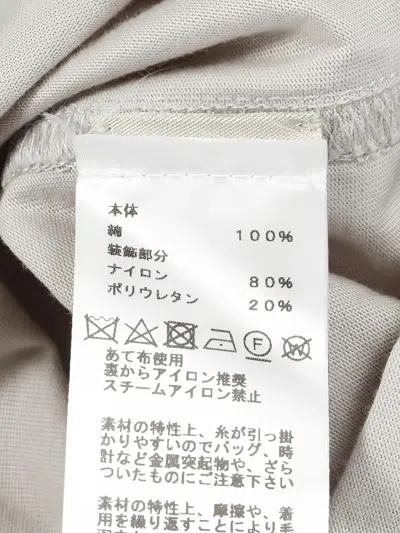 本体
綿 100%
装飾部分
ナイロン 80%
ポリウレタン 20%
あて布使用
裏からアイロン推奨
スチームアイロン禁止
素材の特性上、糸が引っ掛
かりやすいのでバッグ、時
計など金属突起物や、ざら
ついたものにご注意下さい
素材の特性上、摩擦や、着
用を繰り返すことにより毛